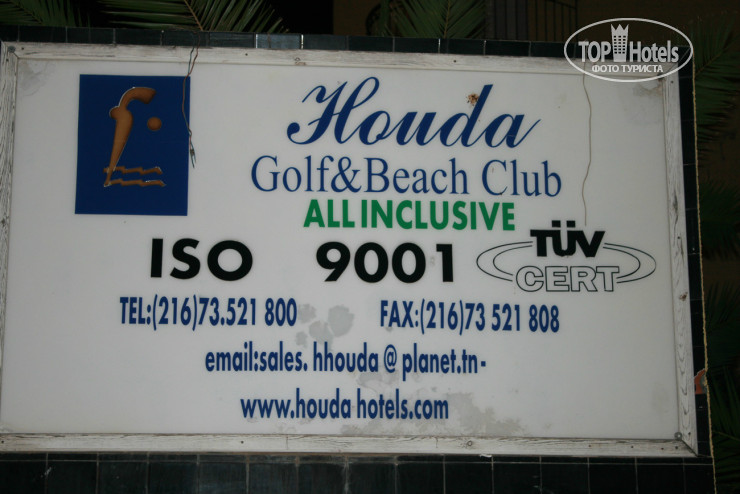 TOP Hotels
ФОТО ТУРИСТА
Houda
Golf&Beach Club
ALL INCLUSIVE
ISO 9001 TÜV CERT
TEL:(216)73.521 800 FAX:(216)73 521 808
email:sales. hhouda @ planet.tn-
www.houda hotels.com